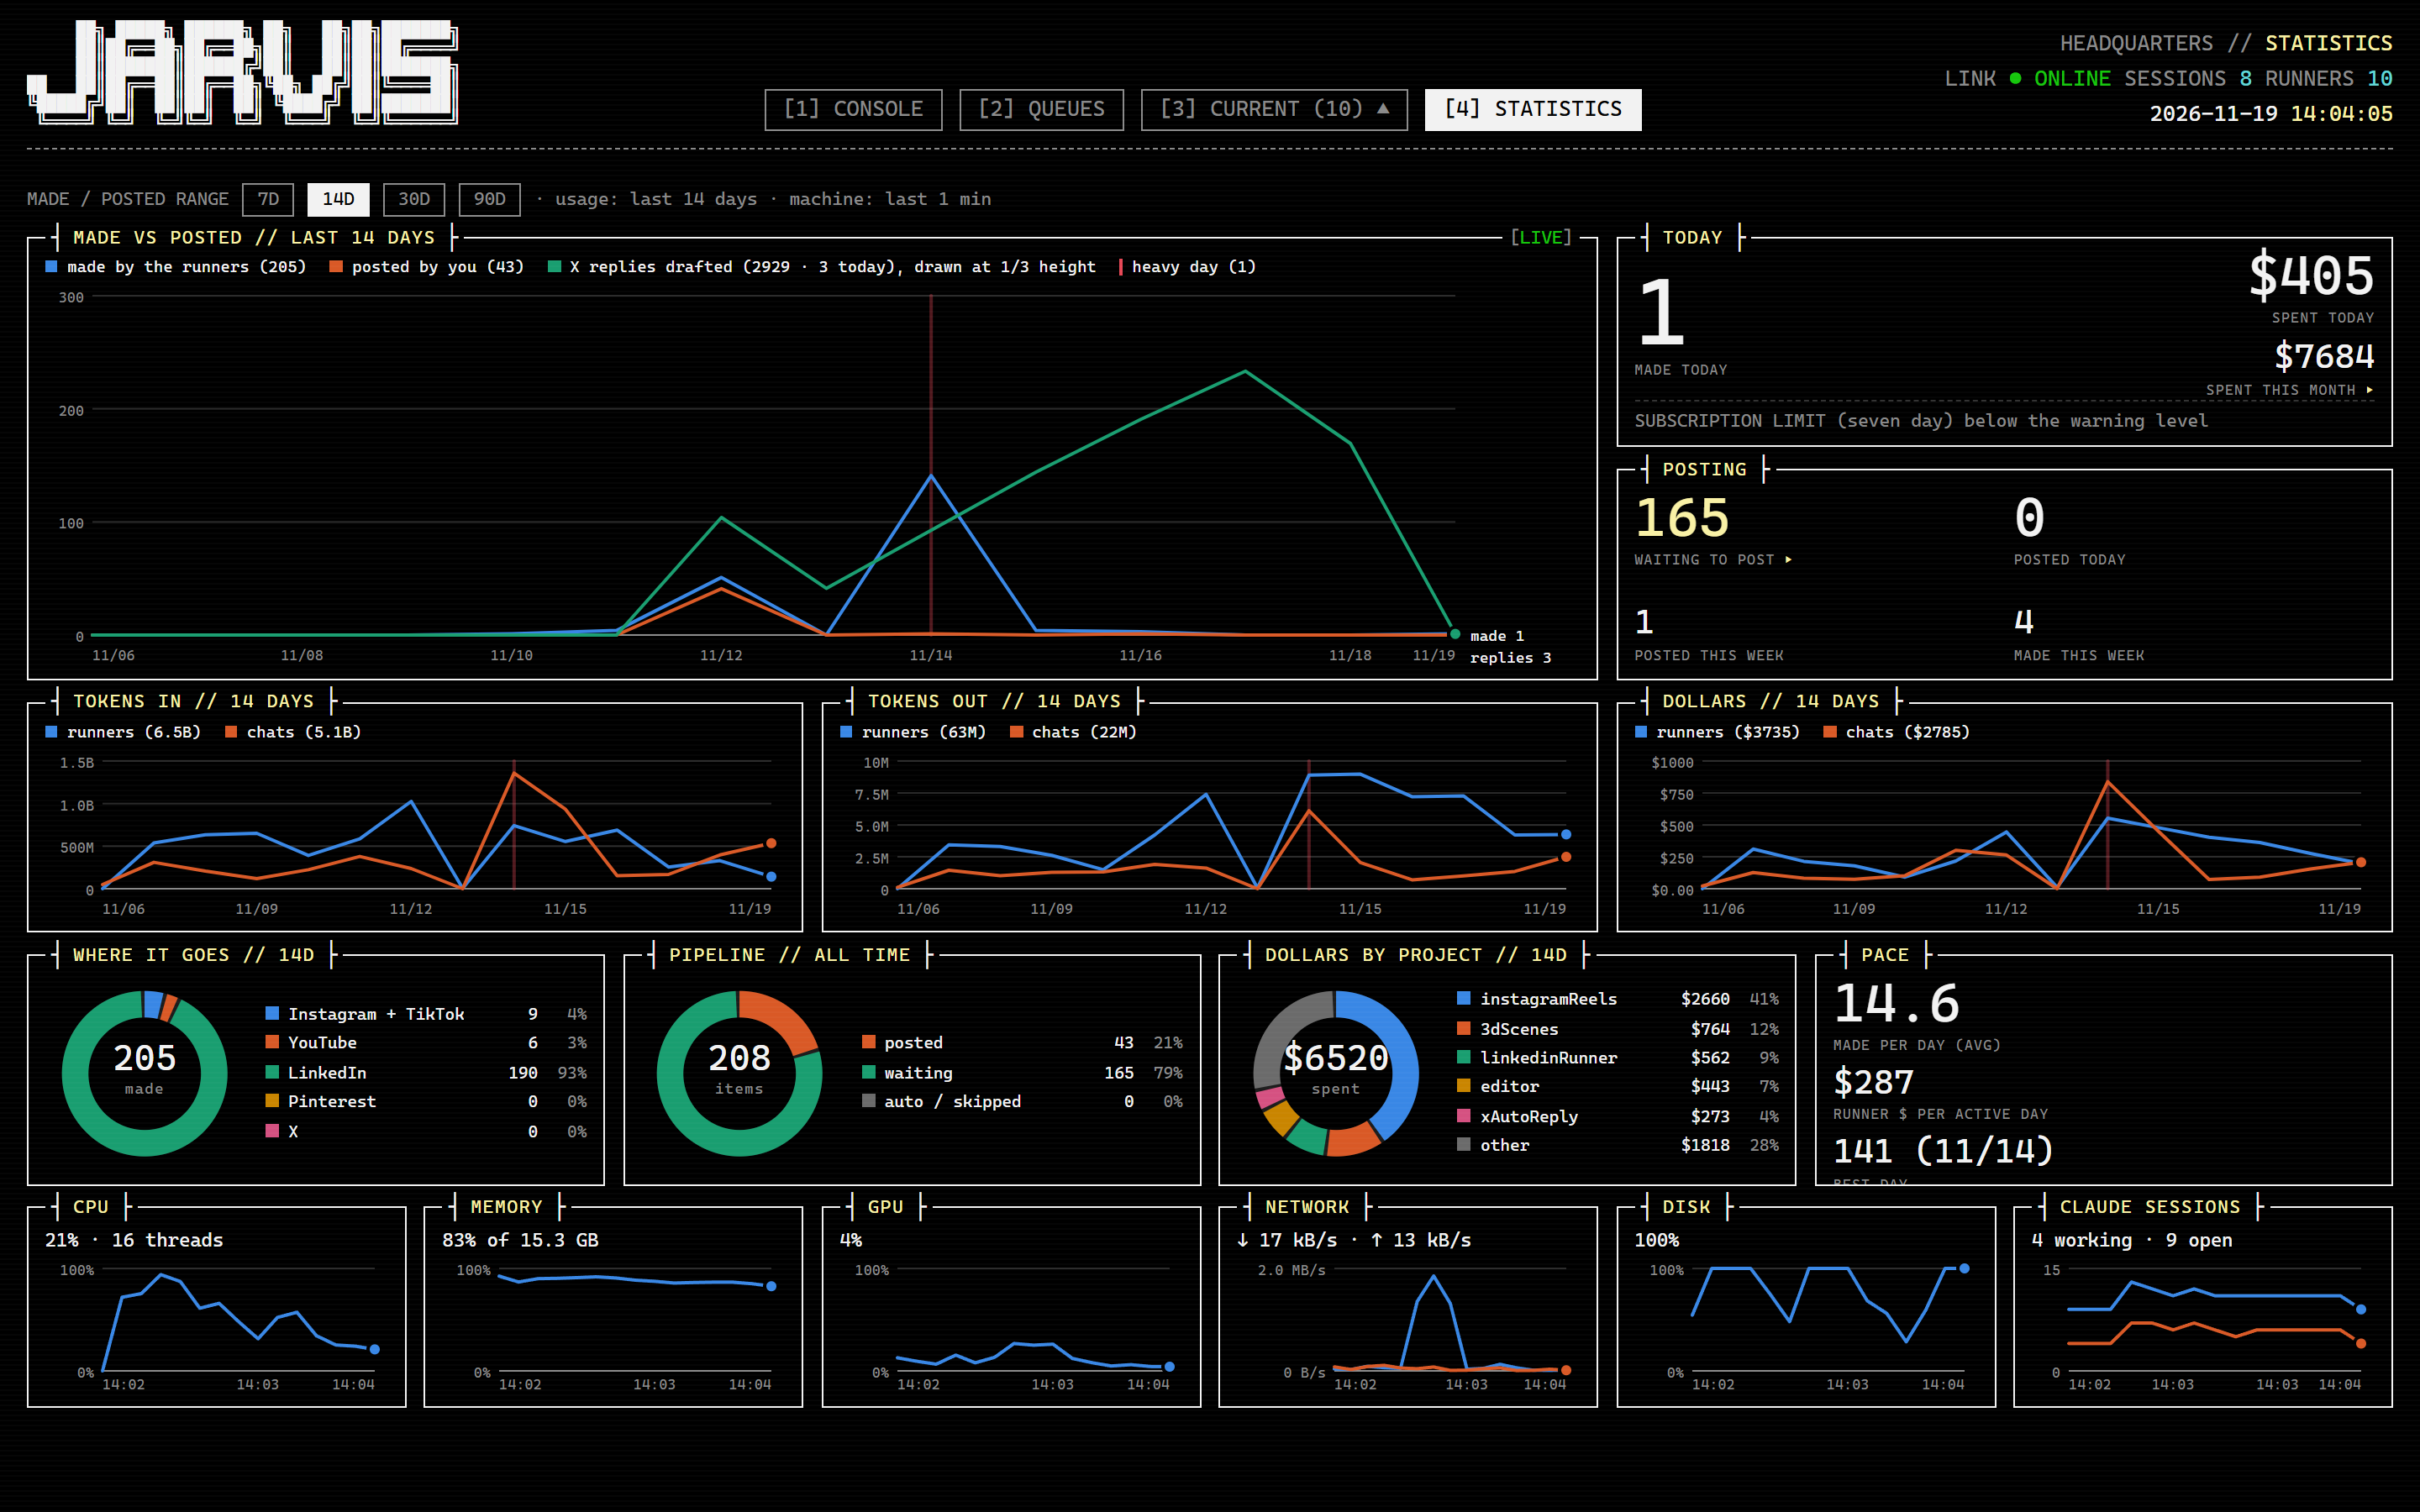 JARVIS
HEADQUARTERS // STATISTICS
LINK ● ONLINE SESSIONS 8 RUNNERS 10
2026-11-19 14:04:05
[1] CONSOLE
[2] QUEUES
[3] CURRENT (10) ▲
[4] STATISTICS
MADE / POSTED RANGE 7D 14D 30D 90D · usage: last 14 days · machine: last 1 min
MADE VS POSTED // LAST 14 DAYS
[LIVE]
made by the runners (205) posted by you (43) X replies drafted (2929 · 3 today), drawn at 1/3 height heavy day (1)
300
200
100
0
11/06 11/08 11/10 11/12 11/14 11/16 11/18 11/19
made 1
replies 3
TODAY
1
MADE TODAY
$405
SPENT TODAY
$7684
SPENT THIS MONTH ▸
SUBSCRIPTION LIMIT (seven day) below the warning level
POSTING
165
WAITING TO POST ▸
0
POSTED TODAY
1
POSTED THIS WEEK
4
MADE THIS WEEK
TOKENS IN // 14 DAYS
runners (6.5B) chats (5.1B)
1.5B
1.0B
500M
0
11/06 11/09 11/12 11/15 11/19
TOKENS OUT // 14 DAYS
runners (63M) chats (22M)
10M
7.5M
5.0M
2.5M
0
11/06 11/09 11/12 11/15 11/19
DOLLARS // 14 DAYS
runners ($3735) chats ($2785)
$1000
$750
$500
$250
$0.00
11/06 11/09 11/12 11/15 11/19
WHERE IT GOES // 14D
205
made
Instagram + TikTok 9 4%
YouTube 6 3%
LinkedIn 190 93%
Pinterest 0 0%
X 0 0%
PIPELINE // ALL TIME
208
items
posted 43 21%
waiting 165 79%
auto / skipped 0 0%
DOLLARS BY PROJECT // 14D
$6520
spent
instagramReels $2660 41%
3dScenes $764 12%
linkedinRunner $562 9%
editor $443 7%
xAutoReply $273 4%
other $1818 28%
PACE
14.6
MADE PER DAY (AVG)
$287
RUNNER $ PER ACTIVE DAY
141 (11/14)
BEST DAY
CPU
21% · 16 threads
100%
0%
14:02 14:03 14:04
MEMORY
83% of 15.3 GB
100%
0%
14:02 14:03 14:04
GPU
4%
100%
0%
14:02 14:03 14:04
NETWORK
↓ 17 kB/s · ↑ 13 kB/s
2.0 MB/s
0 B/s
14:02 14:03 14:04
DISK
100%
100%
0%
14:02 14:03 14:04
CLAUDE SESSIONS
4 working · 9 open
15
0
14:02 14:03 14:03 14:04